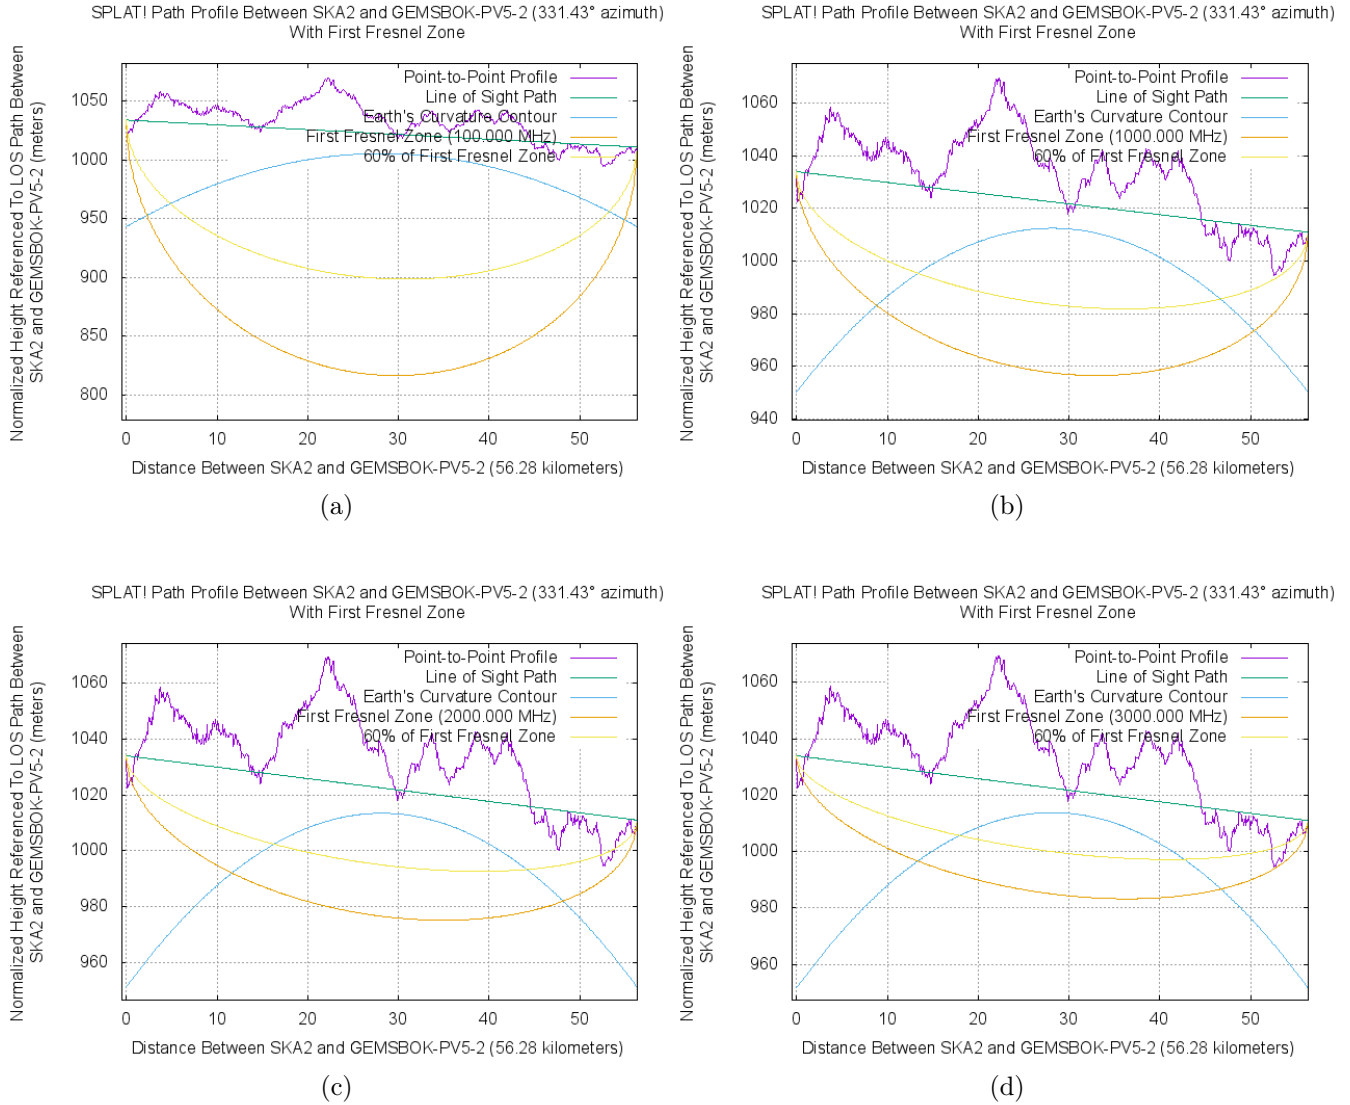 SPLAT! Path Profile Between SKA2 and GEMSBOK-PV5-2 (331.43° azimuth)
With First Fresnel Zone
Normalized Height Referenced To LOS Path Between
SKA2 and GEMSBOK-PV5-2 (meters)
Point-to-Point Profile
Line of Sight Path
Earth's Curvature Contour
First Fresnel Zone (100.000 MHz)
60% of First Fresnel Zone
1050
1000
950
900
850
800
0 10 20 30 40 50
Distance Between SKA2 and GEMSBOK-PV5-2 (56.28 kilometers)
(a)
SPLAT! Path Profile Between SKA2 and GEMSBOK-PV5-2 (331.43° azimuth)
With First Fresnel Zone
Normalized Height Referenced To LOS Path Between
SKA2 and GEMSBOK-PV5-2 (meters)
Point-to-Point Profile
Line of Sight Path
Earth's Curvature Contour
First Fresnel Zone (1000.000 MHz)
60% of First Fresnel Zone
1060
1040
1020
1000
980
960
940
0 10 20 30 40 50
Distance Between SKA2 and GEMSBOK-PV5-2 (56.28 kilometers)
(b)
SPLAT! Path Profile Between SKA2 and GEMSBOK-PV5-2 (331.43° azimuth)
With First Fresnel Zone
Normalized Height Referenced To LOS Path Between
SKA2 and GEMSBOK-PV5-2 (meters)
Point-to-Point Profile
Line of Sight Path
Earth's Curvature Contour
First Fresnel Zone (2000.000 MHz)
60% of First Fresnel Zone
1060
1040
1020
1000
980
960
0 10 20 30 40 50
Distance Between SKA2 and GEMSBOK-PV5-2 (56.28 kilometers)
(c)
SPLAT! Path Profile Between SKA2 and GEMSBOK-PV5-2 (331.43° azimuth)
With First Fresnel Zone
Normalized Height Referenced To LOS Path Between
SKA2 and GEMSBOK-PV5-2 (meters)
Point-to-Point Profile
Line of Sight Path
Earth's Curvature Contour
First Fresnel Zone (3000.000 MHz)
60% of First Fresnel Zone
1060
1040
1020
1000
980
960
0 10 20 30 40 50
Distance Between SKA2 and GEMSBOK-PV5-2 (56.28 kilometers)
(d)